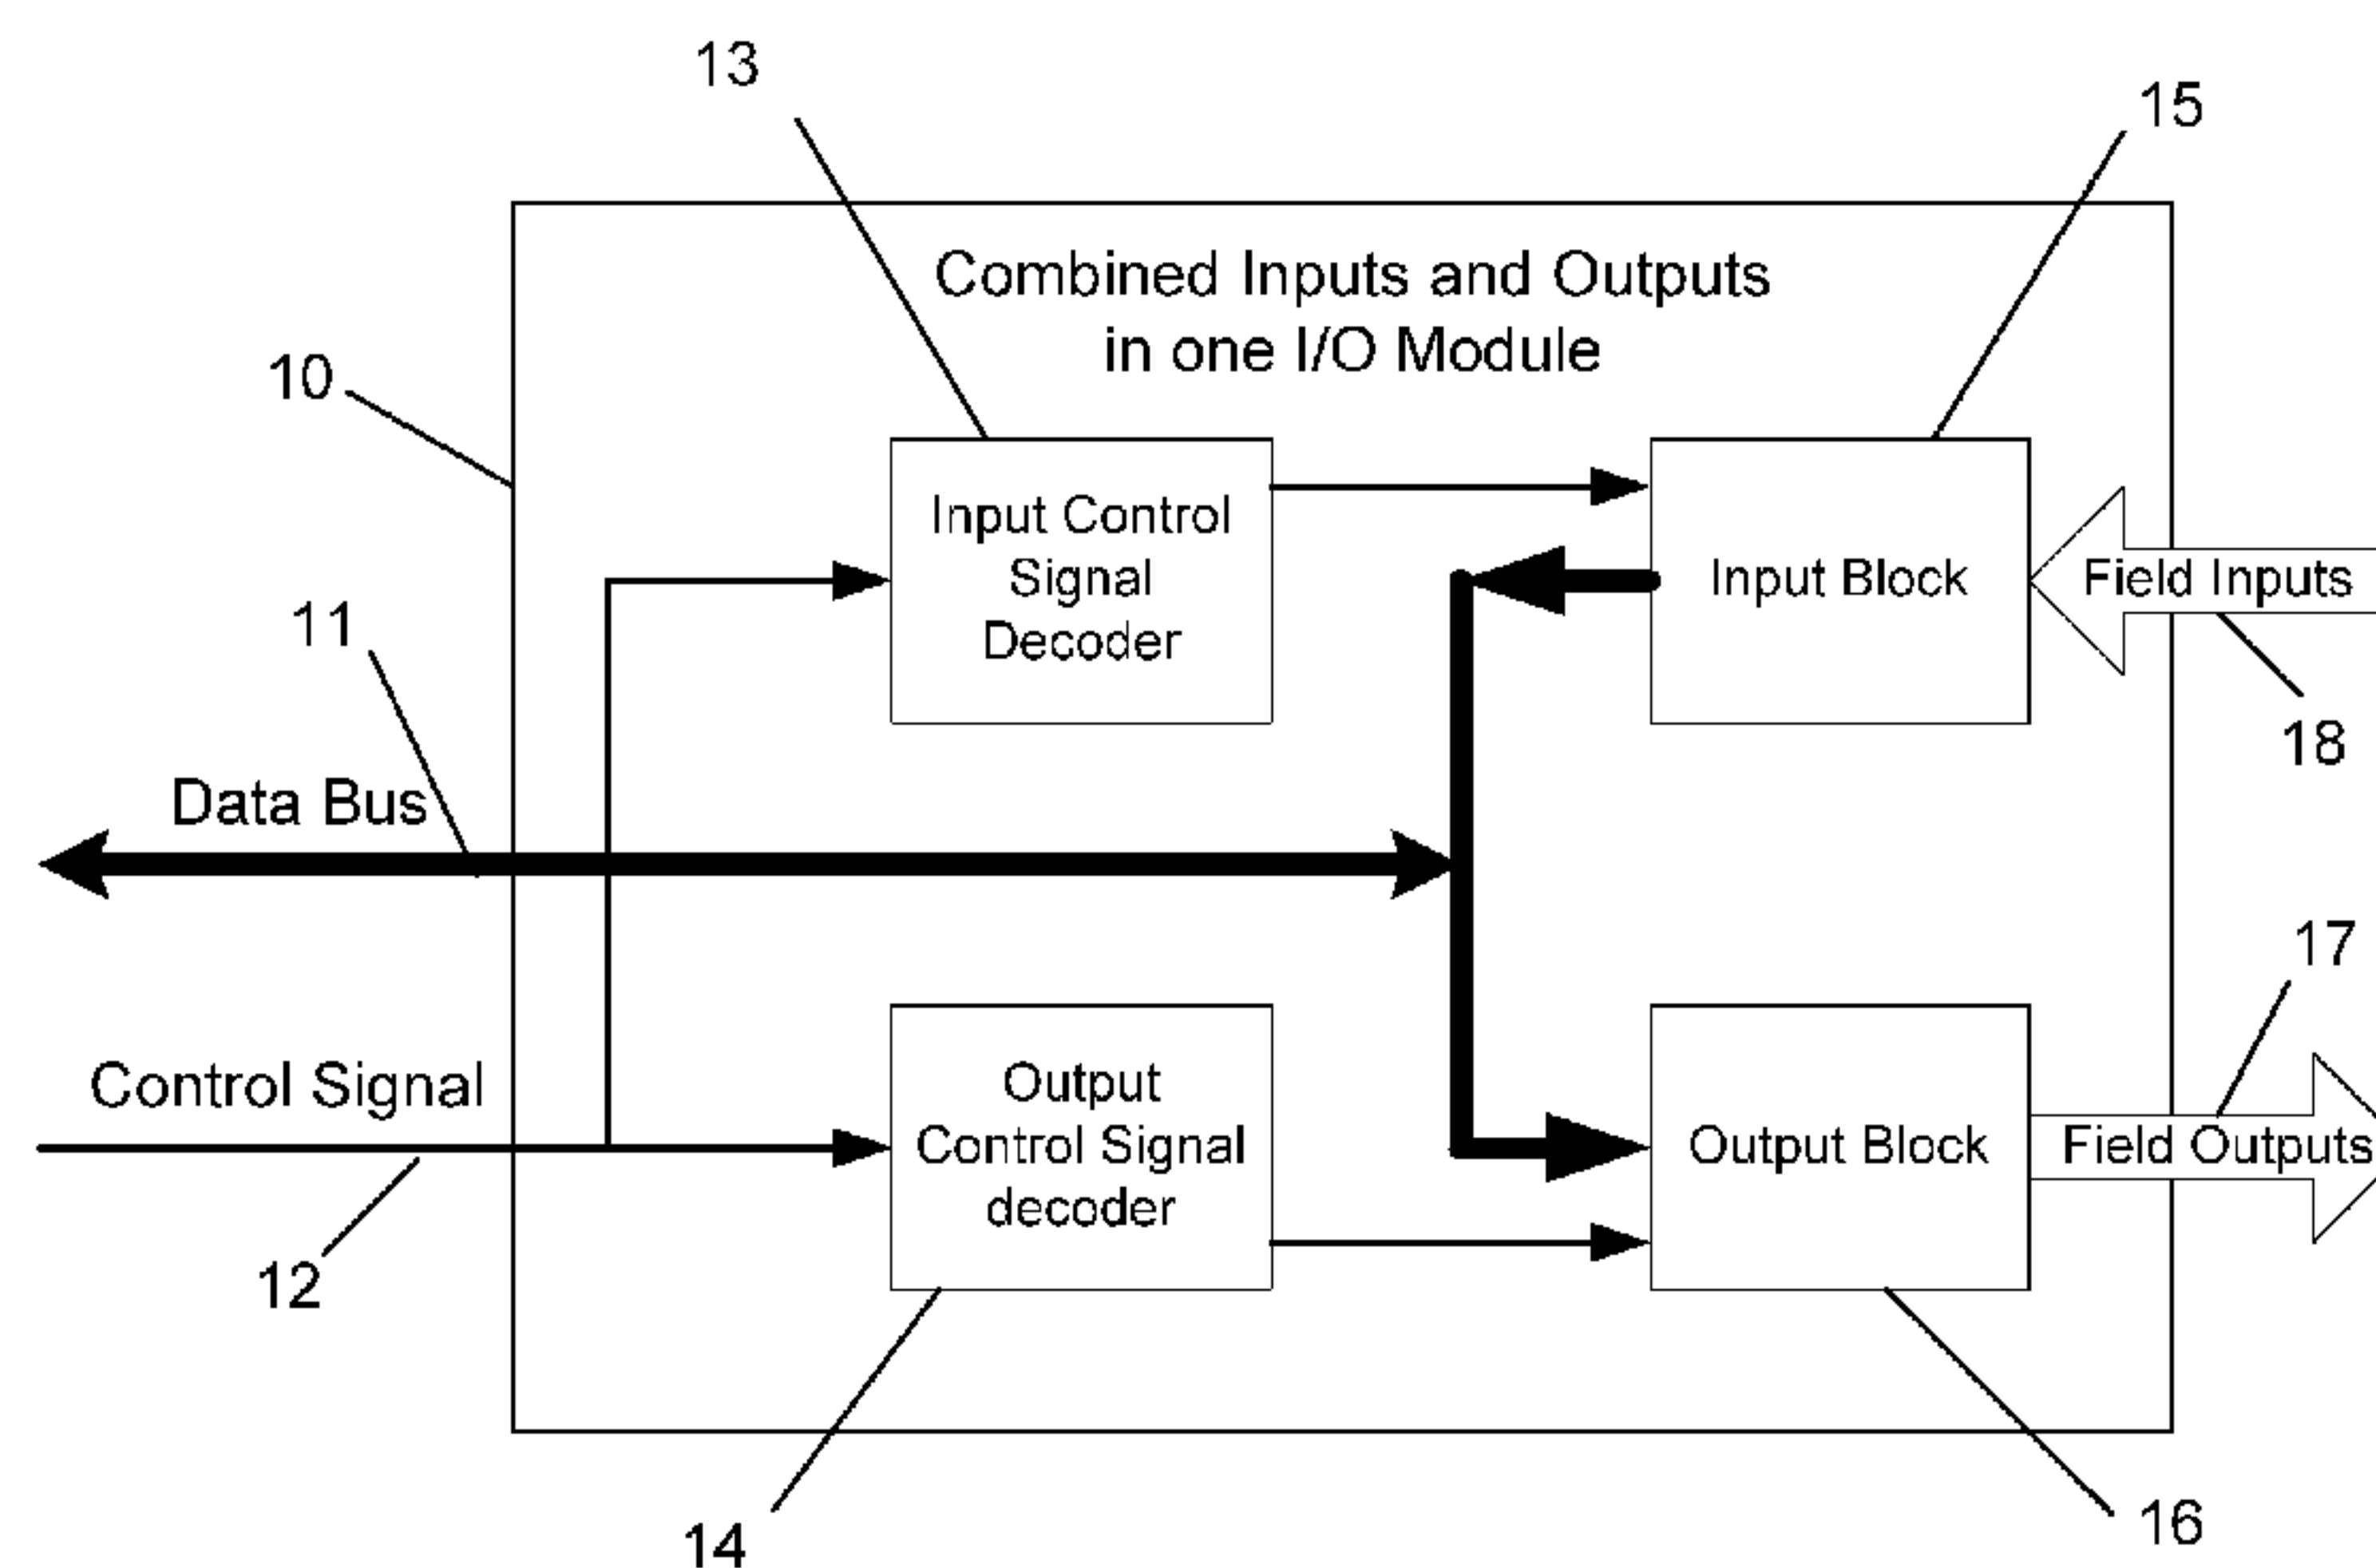 13
15
Combined Inputs and Outputs
in one I/O Module
10
Input Control
Signal
Decoder
Input Block
Field Inputs
11
18
Data Bus
17
Control Signal
Output
Control Signal
decoder
Output Block
Field Outputs
12
14
16